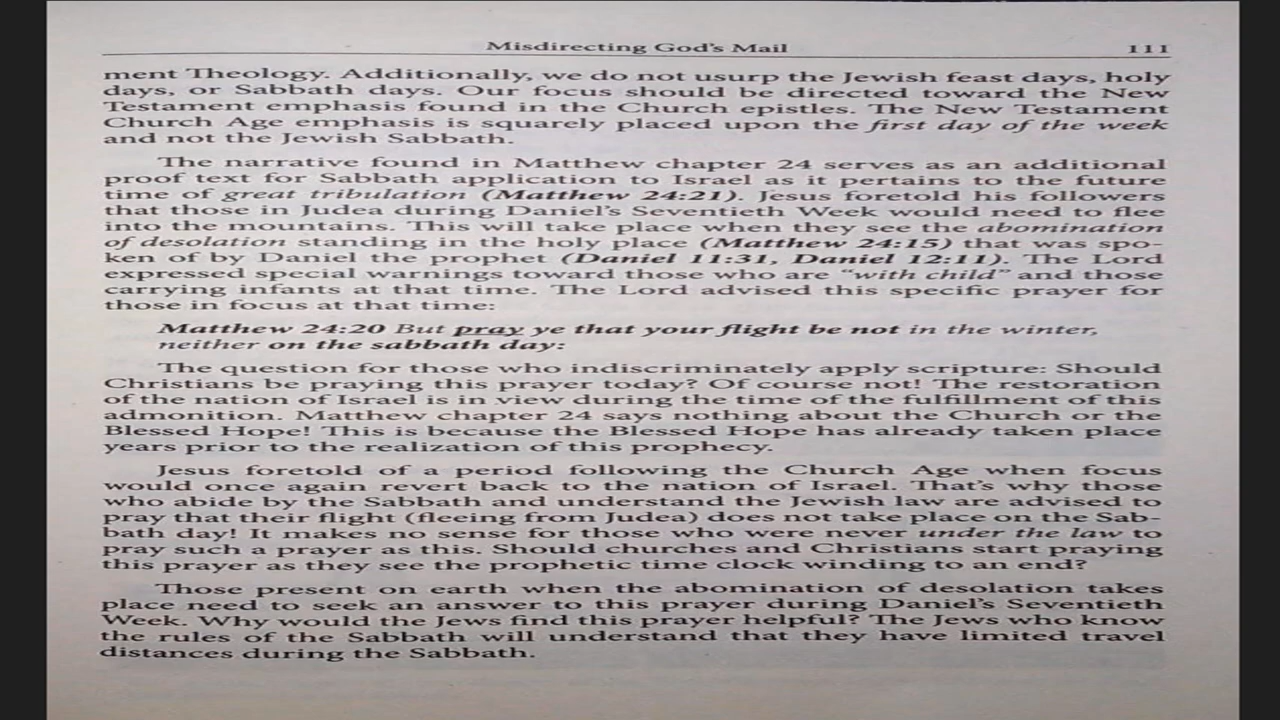 Misdirecting God's Mail 111
ment Theology. Additionally, we do not usurp the Jewish feast days, holy
days, or Sabbath days. Our focus should be directed toward the New
Testament emphasis found in the Church epistles. The New Testament
Church Age emphasis is squarely placed upon the first day of the week
and not the Jewish Sabbath.
The narrative found in Matthew chapter 24 serves as an additional
proof text for Sabbath application to Israel as it pertains to the future
time of great tribulation (Matthew 24:21). Jesus foretold his followers
that those in Judea during Daniel's Seventieth Week would need to flee
into the mountains. This will take place when they see the abomination
of desolation standing in the holy place (Matthew 24:15) that was spo-
ken of by Daniel the prophet (Daniel 11:31, Daniel 12:11). The Lord
expressed special warnings toward those who are "with child" and those
carrying infants at that time. The Lord advised this specific prayer for
those in focus at that time:
Matthew 24:20 But pray ye that your flight be not in the winter,
neither on the sabbath day:
The question for those who indiscriminately apply scripture: Should
Christians be praying this prayer today? Of course not! The restoration
of the nation of Israel is in view during the time of the fulfillment of this
admonition. Matthew chapter 24 says nothing about the Church or the
Blessed Hope! This is because the Blessed Hope has already taken place
years prior to the realization of this prophecy.
Jesus foretold of a period following the Church Age when focus
would once again revert back to the nation of Israel. That's why those
who abide by the Sabbath and understand the Jewish law are advised to
pray that their flight (fleeing from Judea) does not take place on the Sab-
bath day! It makes no sense for those who were never under the law to
pray such a prayer as this. Should churches and Christians start praying
this prayer as they see the prophetic time clock winding to an end?
Those present on earth when the abomination of desolation takes
place need to seek an answer to this prayer during Daniel's Seventieth
Week. Why would the Jews find this prayer helpful? The Jews who know
the rules of the Sabbath will understand that they have limited travel
distances during the Sabbath.